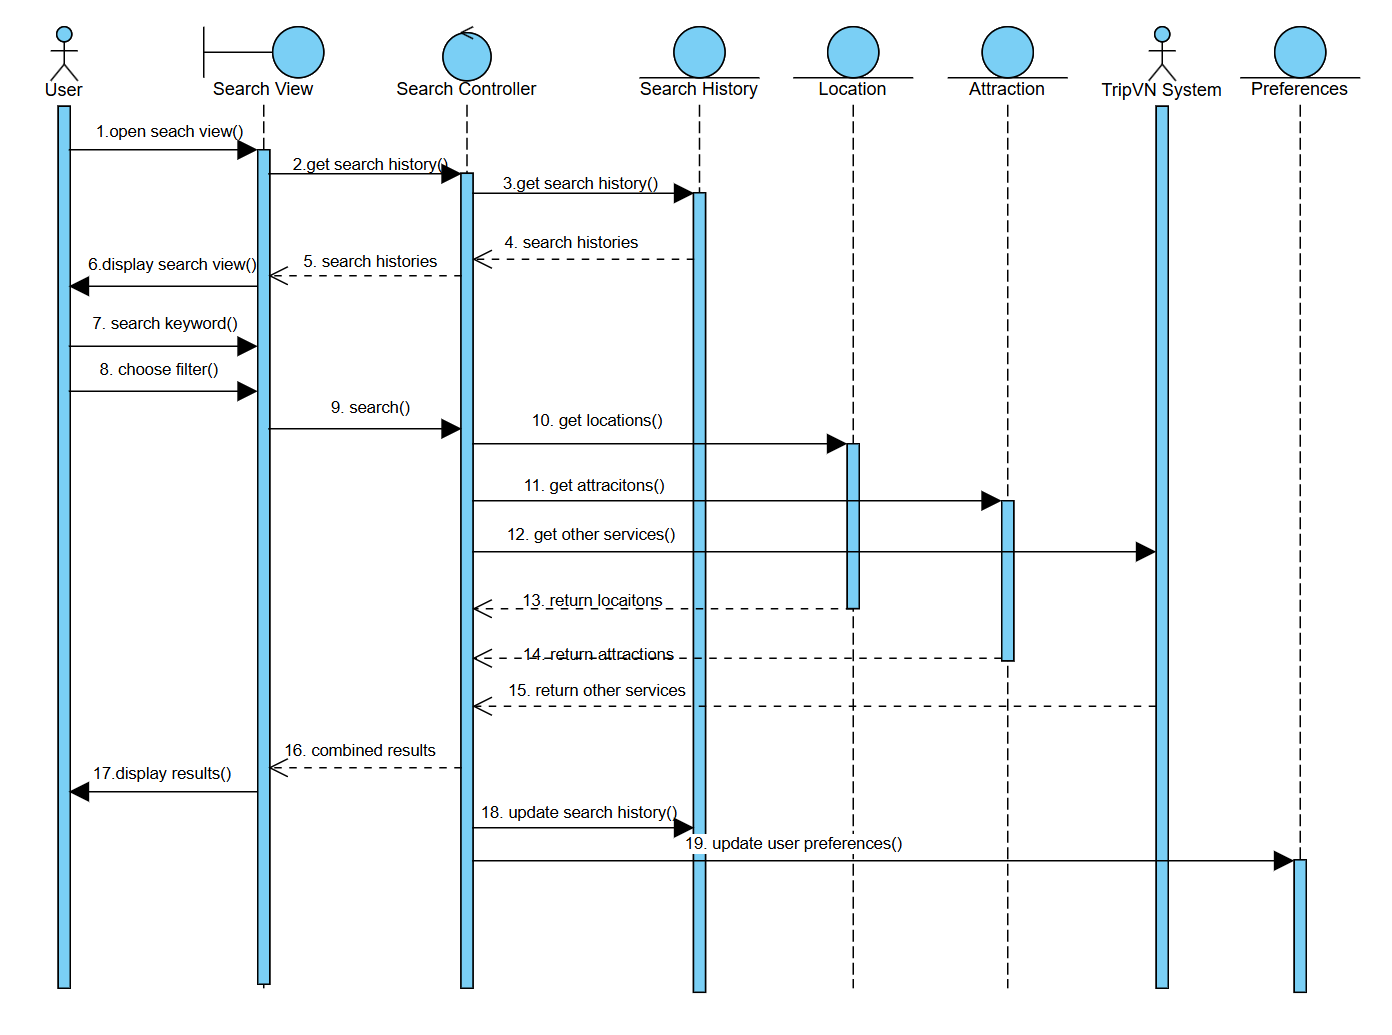 User
Search View
Search Controller
Search History
Location
Attraction
TripVN System
Preferences
1.open seach view()
2.get search history()
3.get search history()
4. search histories
5. search histories
6.display search view()
7. search keyword()
8. choose filter()
9. search()
10. get locations()
11. get attracitons()
12. get other services()
13. return locaitons
14. return attractions
15. return other services
16. combined results
17.display results()
18. update search history()
19. update user preferences()